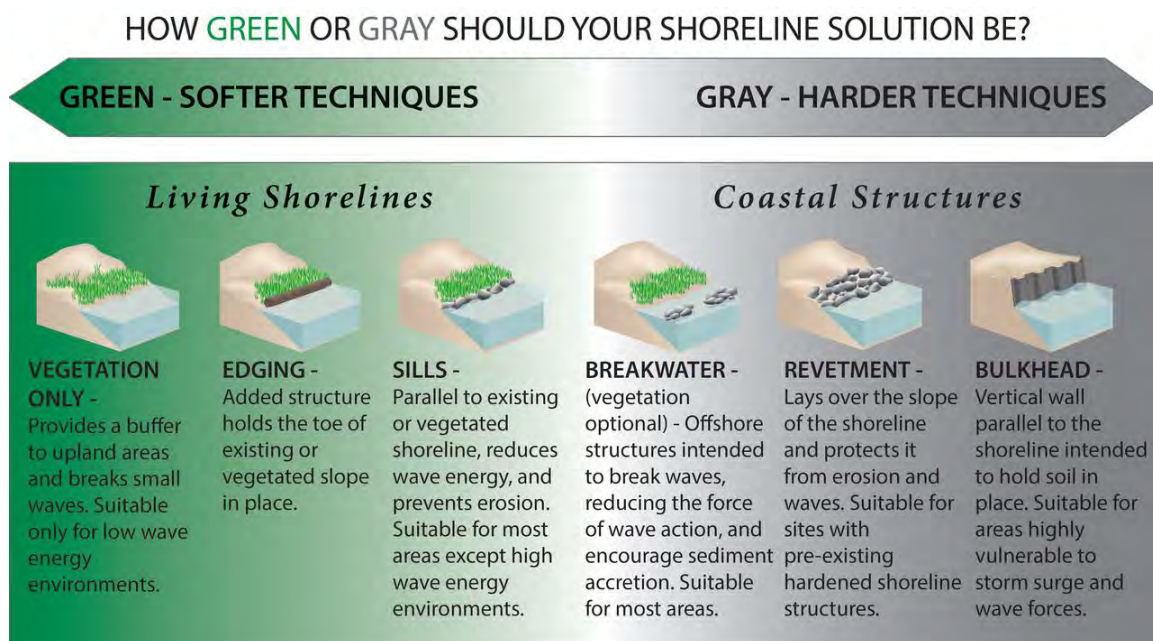 HOW GREEN OR GRAY SHOULD YOUR SHORELINE SOLUTION BE?
GREEN - SOFTER TECHNIQUES
GRAY - HARDER TECHNIQUES
Living Shorelines
Coastal Structures
VEGETATION
ONLY -
Provides a buffer
to upland areas
and breaks small
waves. Suitable
only for low wave
energy
environments.
EDGING -
Added structure
holds the toe of
existing or
vegetated slope
in place.
SILLS -
Parallel to existing
or vegetated
shoreline, reduces
wave energy, and
prevents erosion.
Suitable for most
areas except high
wave energy
environments.
BREAKWATER -
(vegetation
optional) - Offshore
structures intended
to break waves,
reducing the force
of wave action, and
encourage sediment
accretion. Suitable
for most areas.
REVETMENT -
Lays over the slope
of the shoreline
and protects it
from erosion and
waves. Suitable for
sites with
pre-existing
hardened shoreline
structures.
BULKHEAD -
Vertical wall
parallel to the
shoreline intended
to hold soil in
place. Suitable for
areas highly
vulnerable to
storm surge and
wave forces.